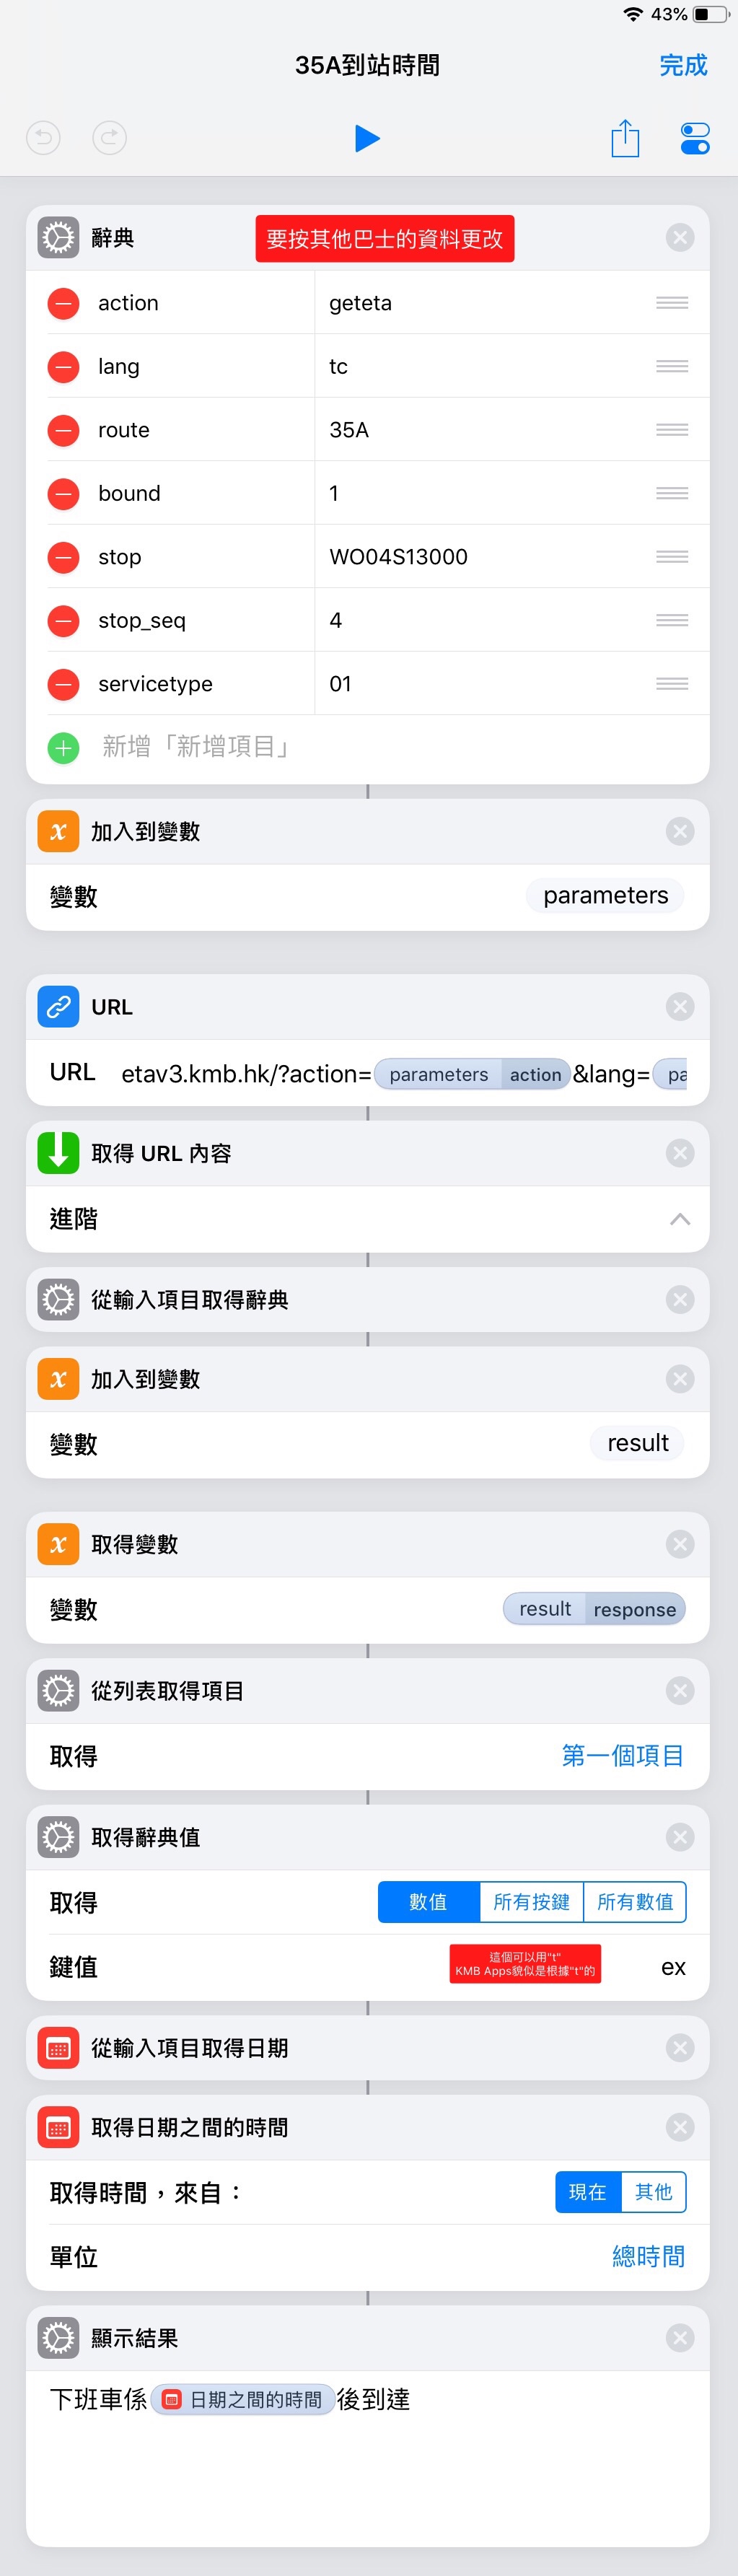 43%
35A到站時間
完成
辭典
要按其他巴士的資料更改
action geteta
lang tc
route 35A
bound 1
stop WO04S13000
stop_seq 4
servicetype 01
新增「新增項目」
x 加入到變數
變數 parameters
URL
URL etav3.kmb.hk/?action= parameters action &lang= pa
取得 URL 內容
進階
從輸入項目取得辭典
x 加入到變數
變數 result
x 取得變數
變數 result response
從列表取得項目
取得 第一個項目
取得辭典值
取得 數值 所有按鍵 所有數值
鍵值
這個可以用"t"
KMB Apps貌似是根據"t"的
ex
從輸入項目取得日期
取得日期之間的時間
取得時間，來自： 現在 其他
單位 總時間
顯示結果
下班車係 日期之間的時間 後到達